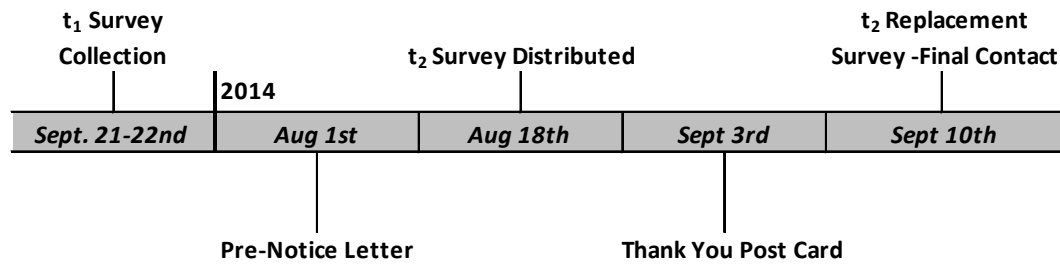 t₁ Survey
Collection
t₂ Survey Distributed
t₂ Replacement
Survey -Final Contact
2014
Sept. 21-22nd
Aug 1st
Aug 18th
Sept 3rd
Sept 10th
Pre-Notice Letter
Thank You Post Card